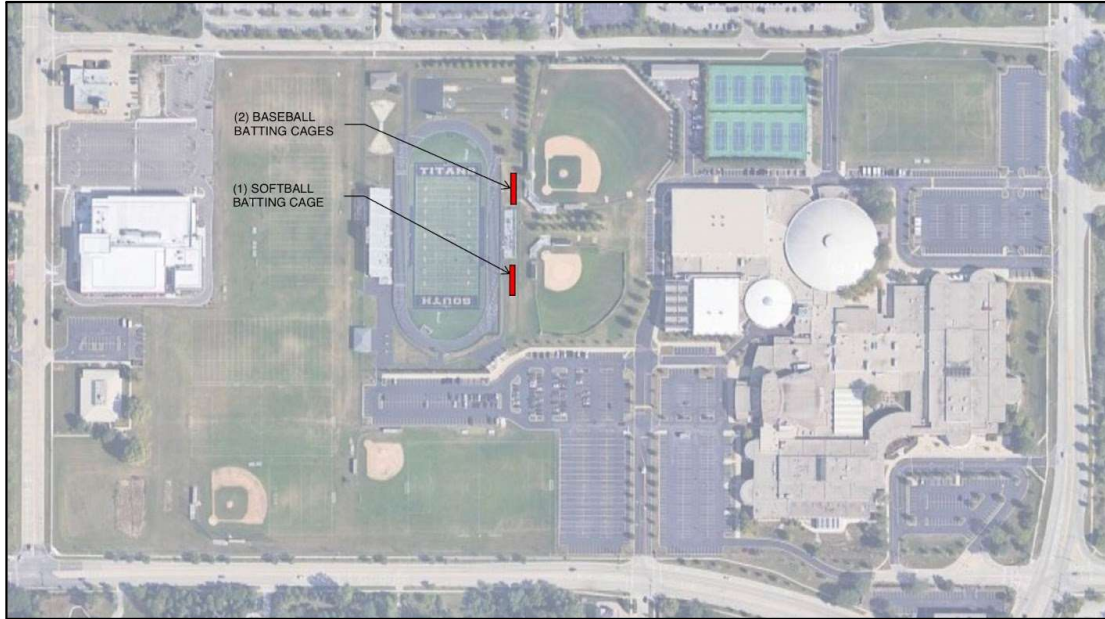 (2) BASEBALL
BATTING CAGES
TITANS
(1) SOFTBALL
BATTING CAGE
SOUTH